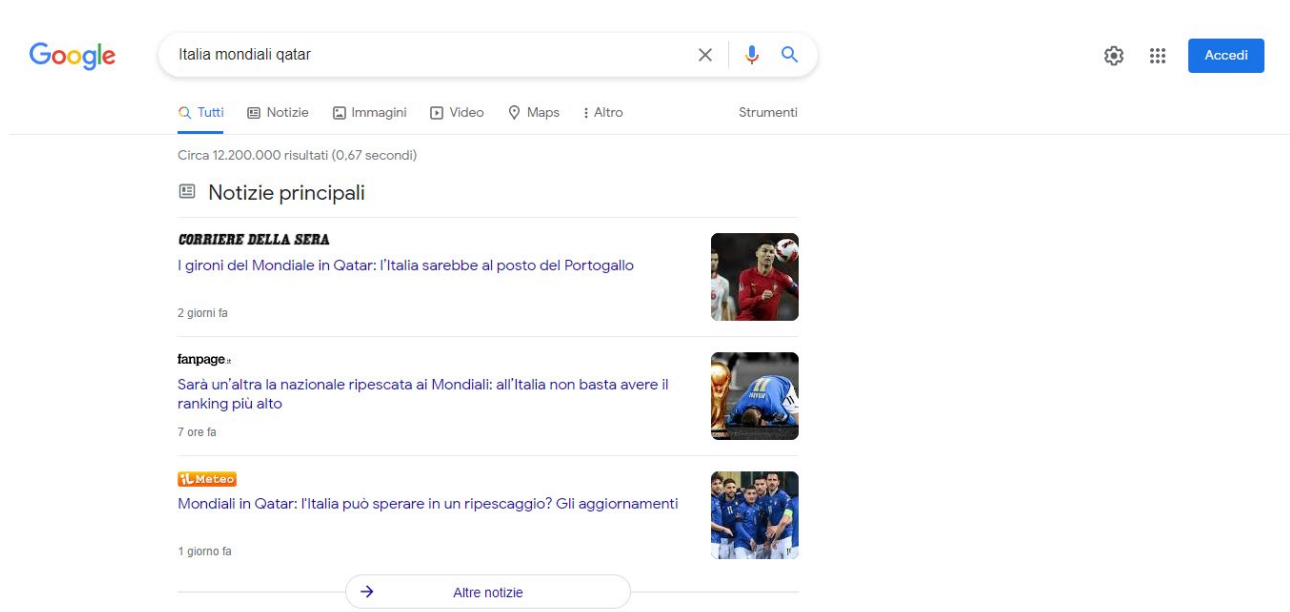 Google
Italia mondiali qatar
Accedi
Tutti
Notizie
Immagini
Video
Maps
Altro
Strumenti
Circa 12.200.000 risultati (0,67 secondi)
Notizie principali
CORRIERE DELLA SERA
I gironi del Mondiale in Qatar: l'Italia sarebbe al posto del Portogallo
2 giorni fa
fanpage.it
Sarà un'altra la nazionale ripescata ai Mondiali: all'Italia non basta avere il
ranking più alto
7 ore fa
iL Meteo
Mondiali in Qatar: l'Italia può sperare in un ripescaggio? Gli aggiornamenti
1 giorno fa
Altre notizie